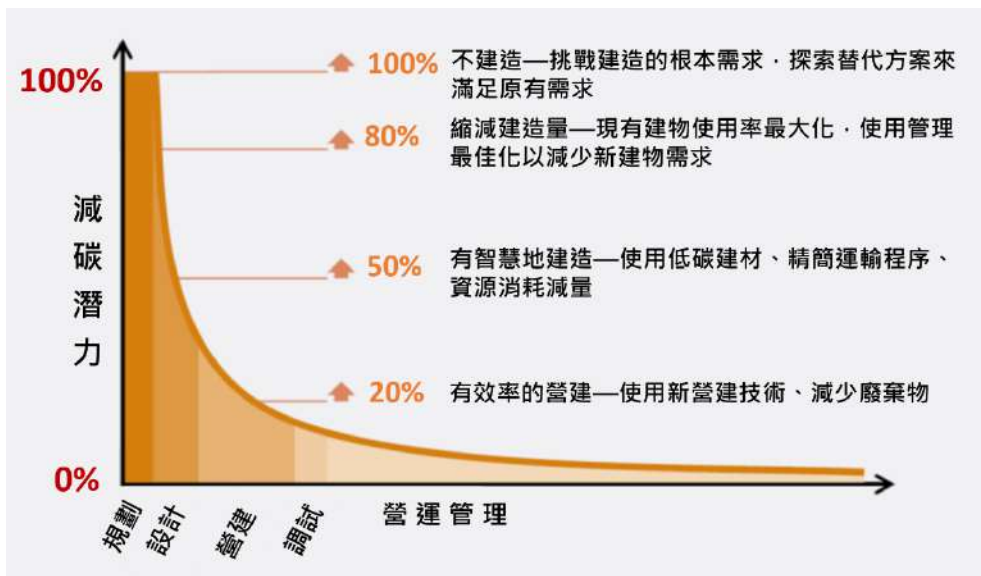 100%
減碳潛力
0%
100% 不建造—挑戰建造的根本需求，探索替代方案來
滿足原有需求
80% 縮減建造量—現有建物使用率最大化，使用管理
最佳化以減少新建物需求
50% 有智慧地建造—使用低碳建材、精簡運輸程序、
資源消耗減量
20% 有效率的營建—使用新營建技術、減少廢棄物
規劃
設計
營建
調試
營運管理